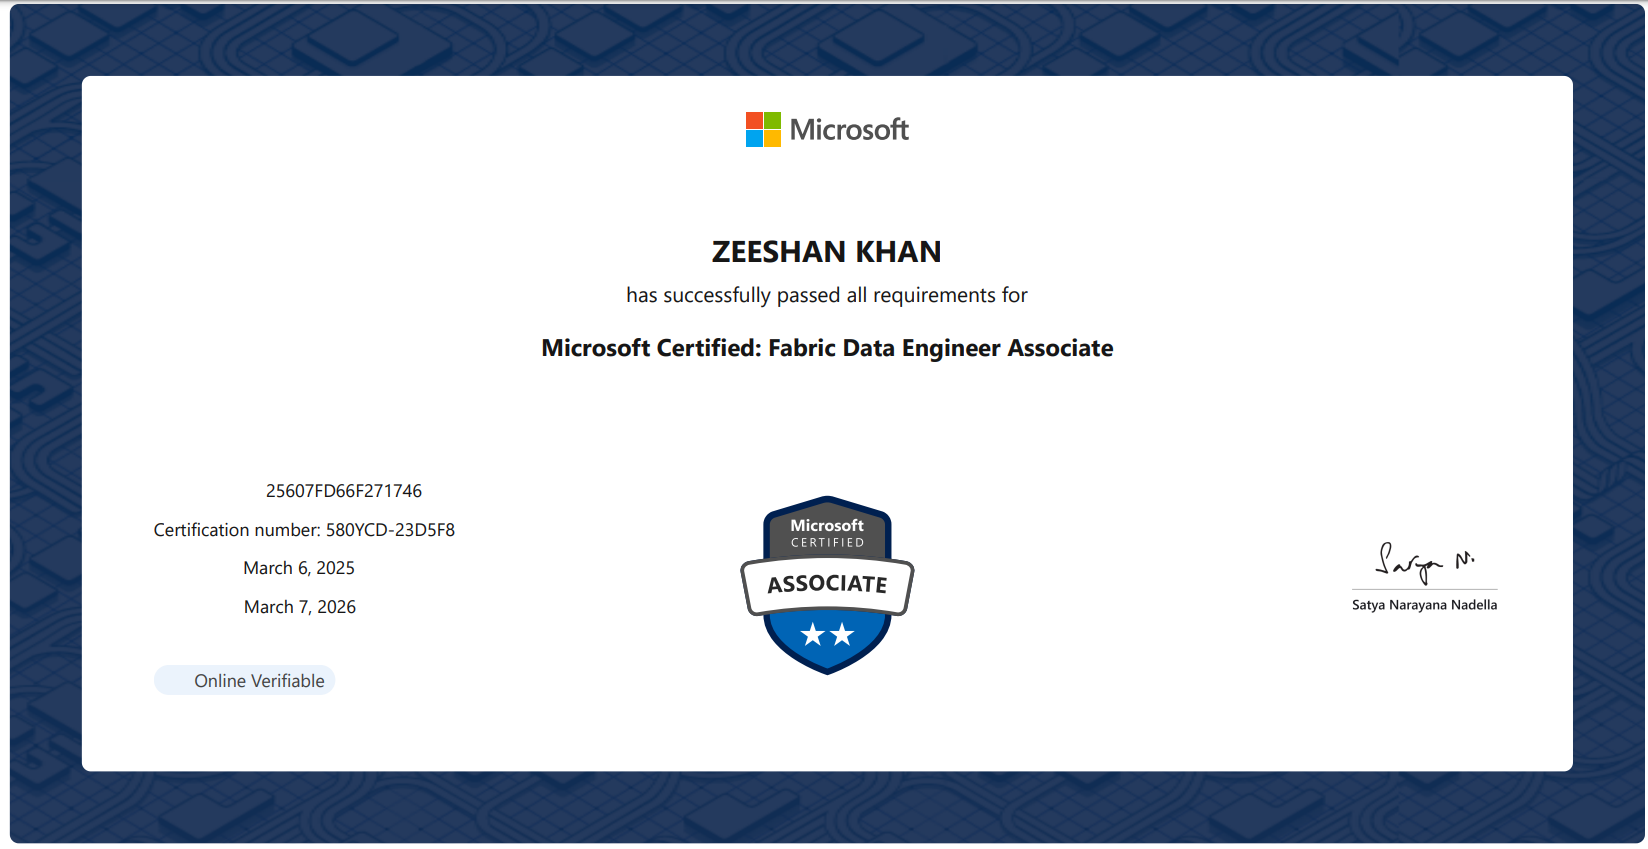 Microsoft
ZEESHAN KHAN
has successfully passed all requirements for
Microsoft Certified: Fabric Data Engineer Associate
25607FD66F271746
Certification number: 580YCD-23D5F8
March 6, 2025
March 7, 2026
Online Verifiable
Microsoft
CERTIFIED
ASSOCIATE
Satya N.
Satya Narayana Nadella